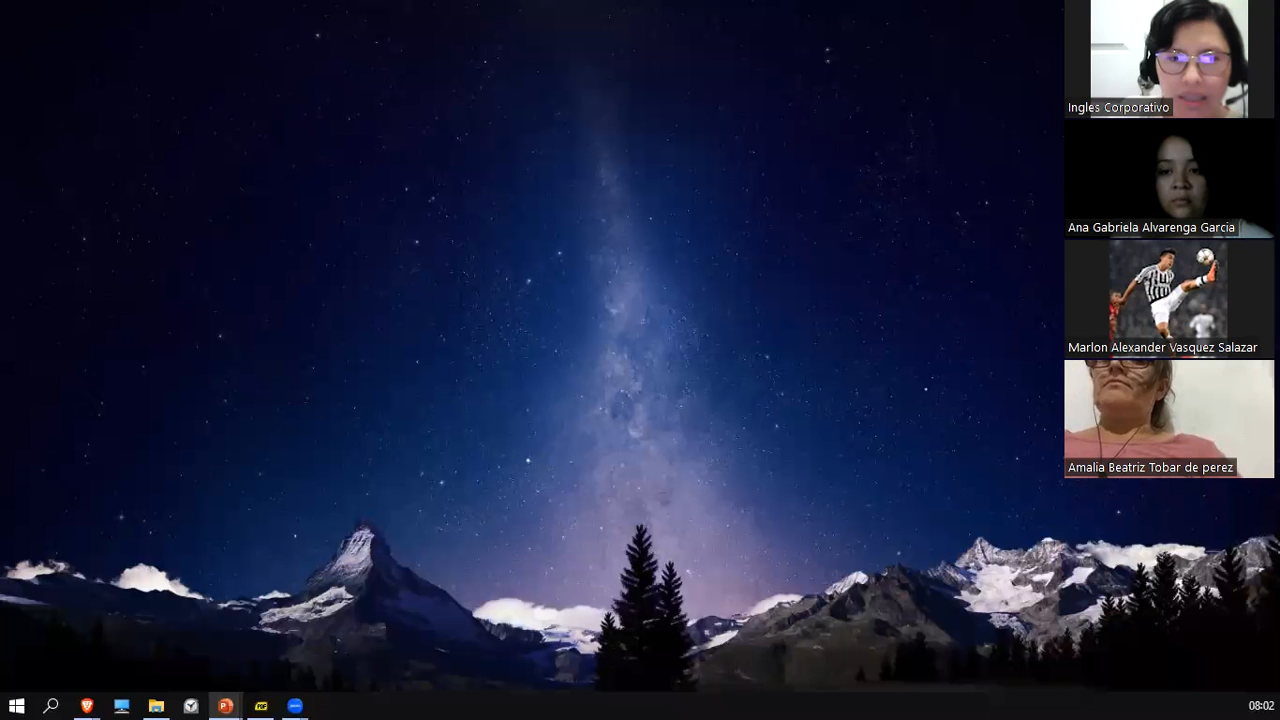 Ingles Corporativo
Ana Gabriela Alvarenga Garcia
Marlon Alexander Vasquez Salazar
Amalia Beatriz Tobar de perez
08:02